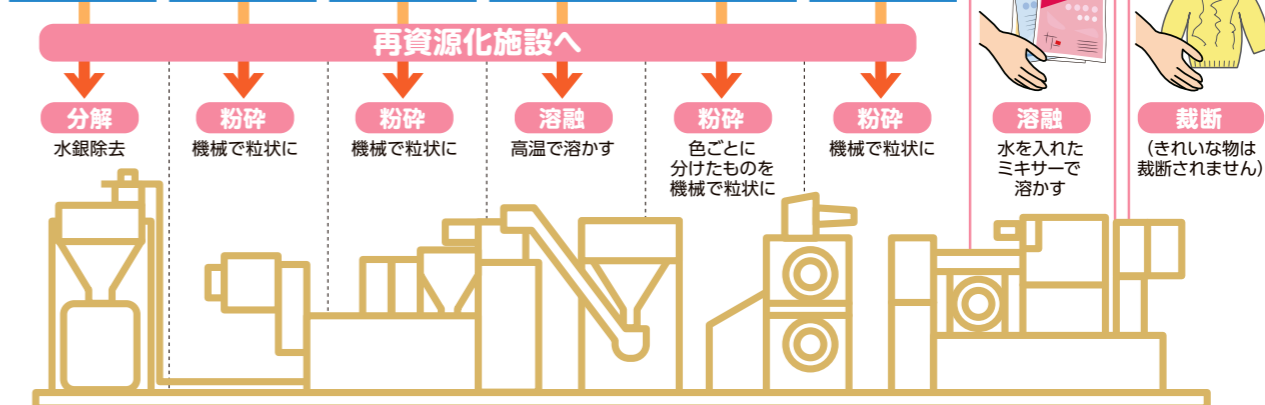 再資源化施設へ
分解
水銀除去
粉砕
機械で粒状に
粉砕
機械で粒状に
溶融
高温で溶かす
粉砕
色ごとに
分けたものを
機械で粒状に
粉砕
機械で粒状に
溶融
水を入れた
ミキサーで
溶かす
裁断
(きれいな物は
裁断されません)